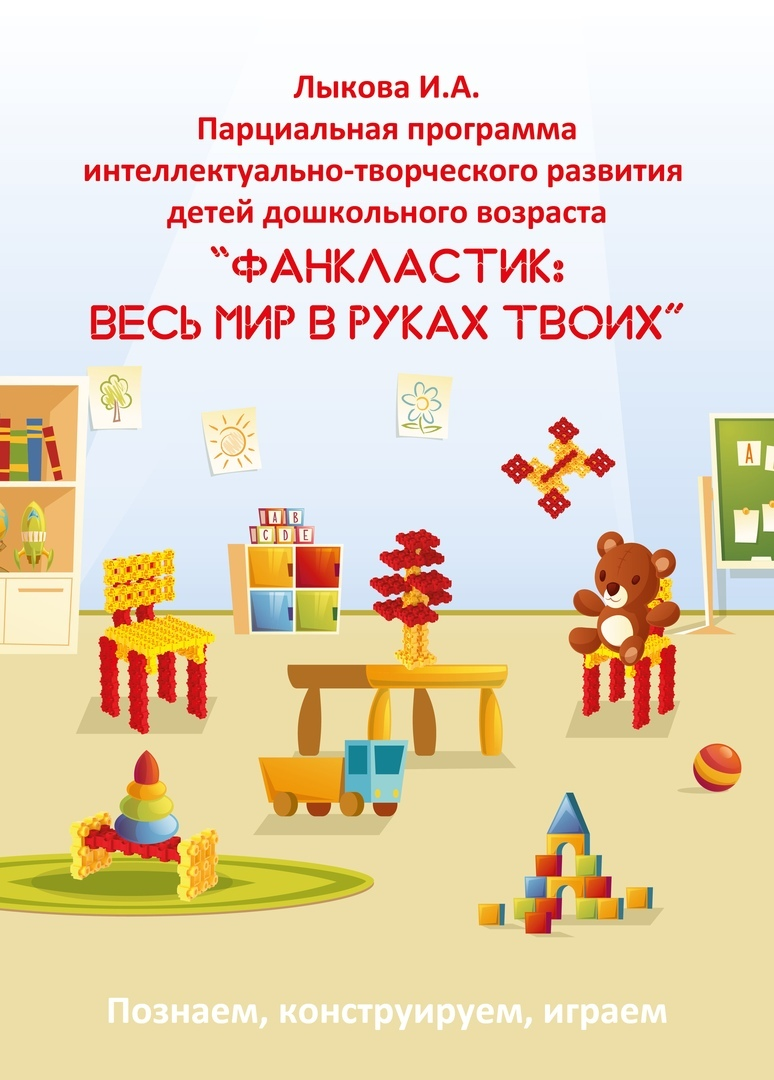 Лыкова И.А.
Парциальная программа
интеллектуально-творческого развития
детей дошкольного возраста
“ФАНКЛАСТИК:
ВЕСЬ МИР В РУКАХ ТВОИХ”
А
A B
C D E
Познаем, конструируем, играем